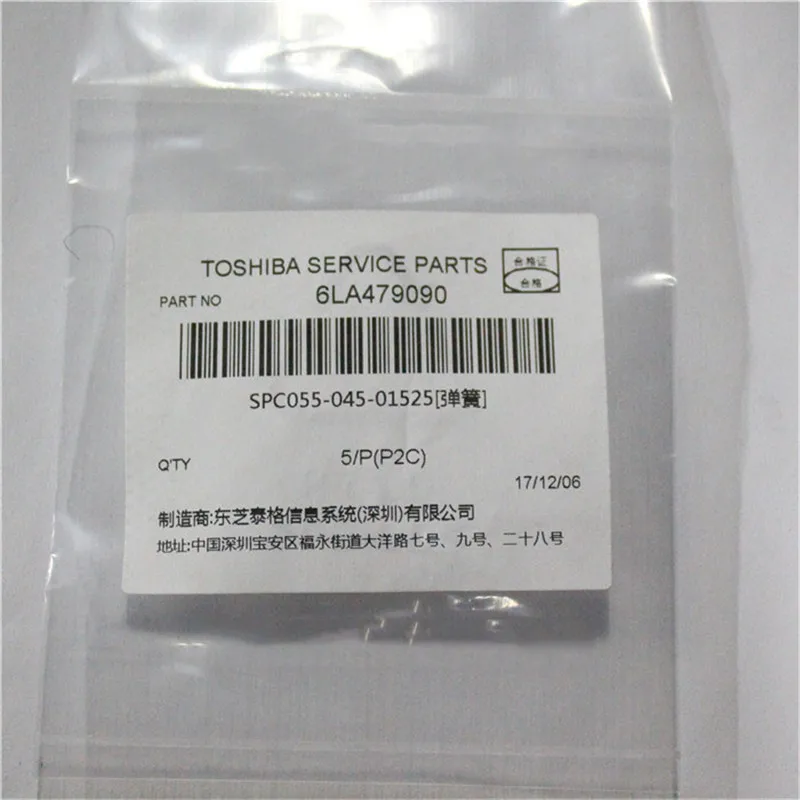 TOSHIBA SERVICE PARTS
合格证
合格
PART NO 6LA479090
SPC055-045-01525[弹簧]
Q'TY 5/P(P2C)
17/12/06
制造商:东芝泰格信息系统(深圳)有限公司
地址:中国深圳宝安区福永街道大洋路七号、九号、二十八号